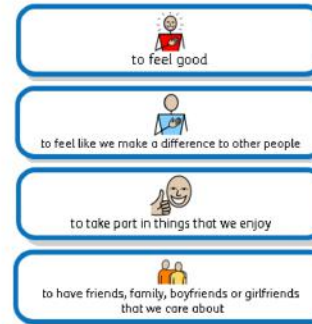 to feel good
to feel like we make a difference to other people
to take part in things that we enjoy
to have friends, family, boyfriends or girlfriends
that we care about